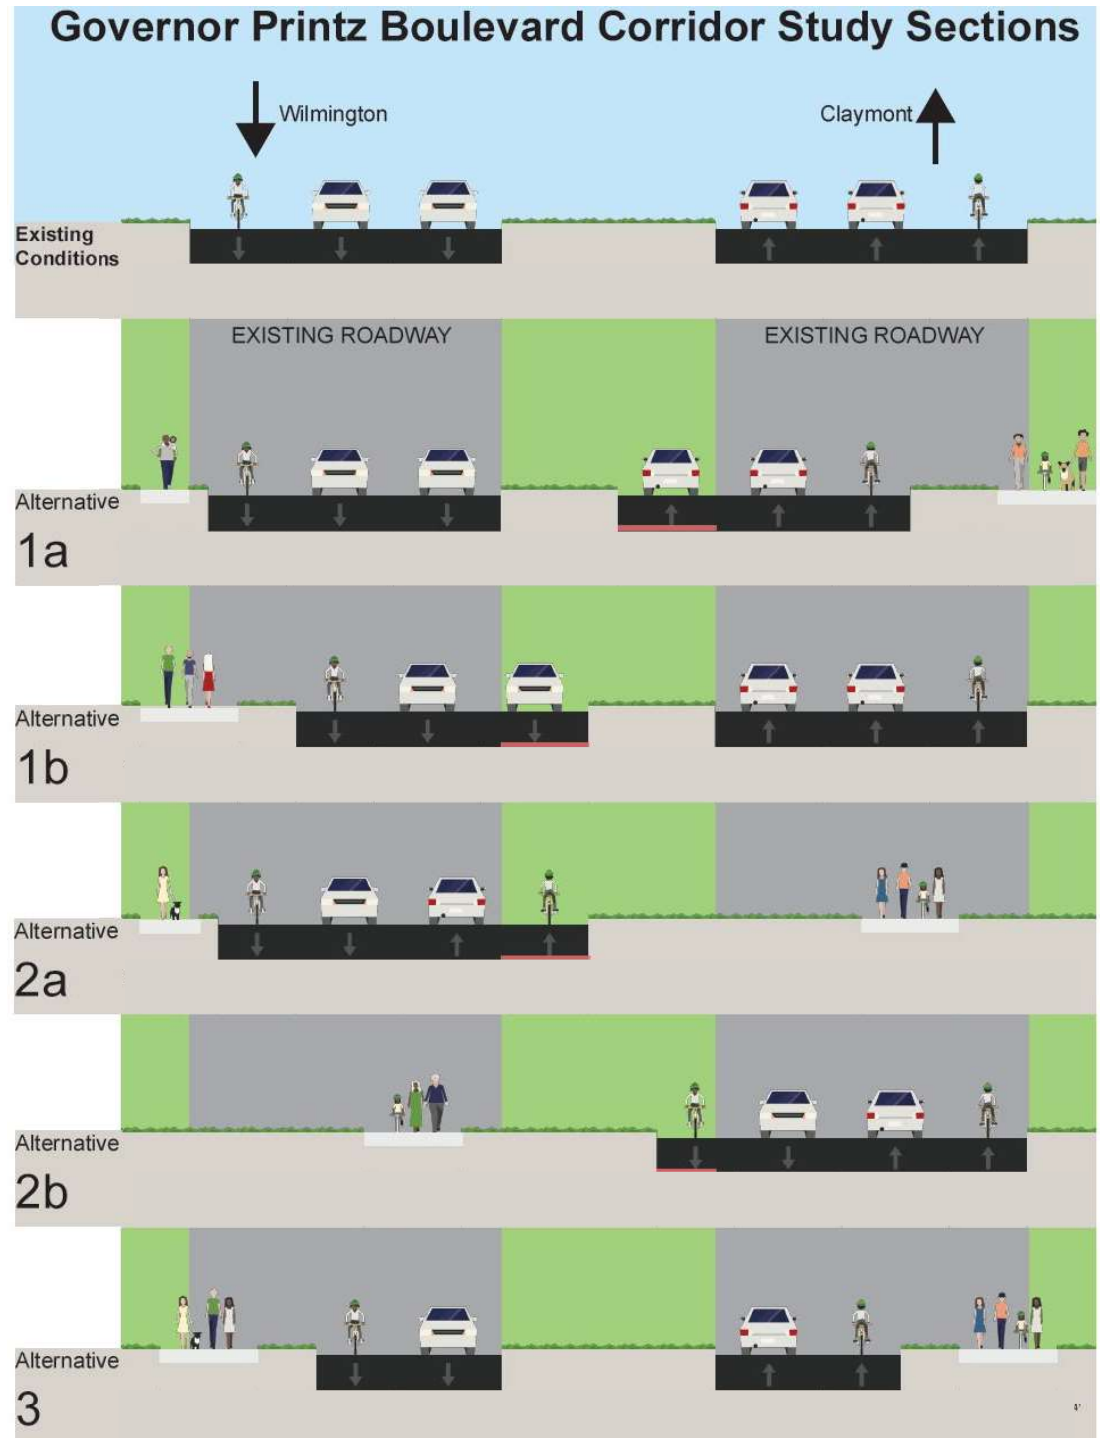 Governor Printz Boulevard Corridor Study Sections
Wilmington
Claymont
Existing
Conditions
EXISTING ROADWAY
EXISTING ROADWAY
Alternative
1a
Alternative
1b
Alternative
2a
Alternative
2b
Alternative
3